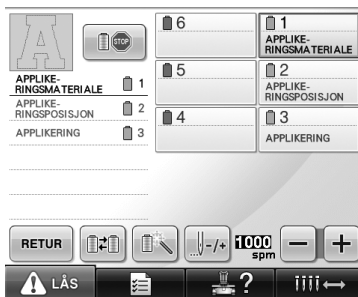 A
STOP
APPLIKE-
RINGSMATERIALE 1
APPLIKE-
RINGSPOSISJON 2
APPLIKERING 3
6
5
4
1
APPLIKE-
RINGSMATERIALE
2
APPLIKE-
RINGSPOSISJON
3
APPLIKERING
RETUR
-/+
1000
spm
− +
LÅS
?